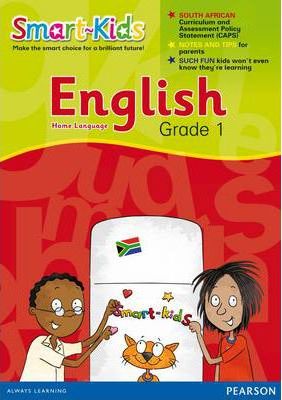 Smart~Kids
Make the smart choice for a brilliant future!
★ SOUTH AFRICAN
Curriculum and
Assessment Policy
Statement (CAPS)
★ NOTES AND TIPS for
parents
★ SUCH FUN kids won't even
know they're learning
English
Home Language
Grade 1
Smart-kids
ALWAYS LEARNING
PEARSON